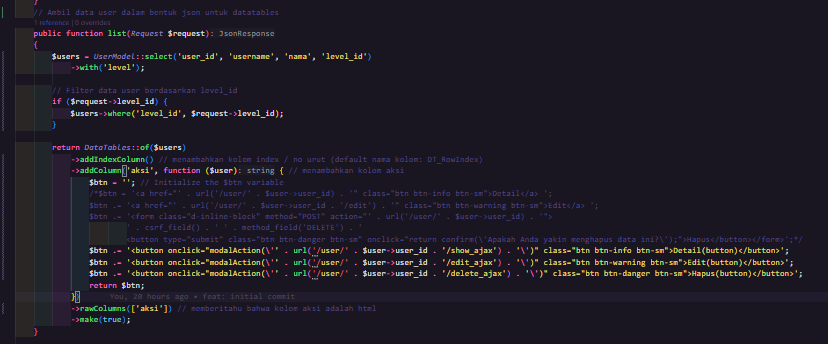 }
// Ambil data user dalam bentuk json untuk datatables
1 reference | 0 overrides
public function list(Request $request): JsonResponse
{
$users = UserModel::select('user_id', 'username', 'nama', 'level_id')
->with('level');
// Filter data user berdasarkan level_id
if ($request->level_id) {
$users->where('level_id', $request->level_id);
}
return DataTables::of($users)
->addIndexColumn() // menambahkan kolom index / no urut (default nama kolom: DT_RowIndex)
->addColumn('aksi', function ($user): string { // menambahkan kolom aksi
$btn = ''; // Initialize the $btn variable
/*$btn = '<a href="' . url('/user/' . $user->user_id) . '" class="btn btn-info btn-sm">Detail</a> ';
$btn .= '<a href="' . url('/user/' . $user->user_id . '/edit') . '" class="btn btn-warning btn-sm">Edit</a> ';
$btn .= '<form class="d-inline-block" method="POST" action="' . url('/user/' . $user->user_id) . '">
' . csrf_field() . ' ' . method_field('DELETE') . '
<button type="submit" class="btn btn-danger btn-sm" onclick="return confirm(\'Apakah Anda yakin menghapus data ini?\');">Hapus</button></form>';*/
$btn .= '<button onclick="modalAction(\'' . url('/user/' . $user->user_id . '/show_ajax') . '\')" class="btn btn-info btn-sm">Detail(button)</button>';
$btn .= '<button onclick="modalAction(\'' . url('/user/' . $user->user_id . '/edit_ajax') . '\')" class="btn btn-warning btn-sm">Edit(button)</button>';
$btn .= '<button onclick="modalAction(\'' . url('/user/' . $user->user_id . '/delete_ajax') . '\')" class="btn btn-danger btn-sm">Hapus(button)</button>';
return $btn;
}) You, 20 hours ago • feat: initial commit
->rawColumns(['aksi']) // memberitahu bahwa kolom aksi adalah html
->make(true);
}